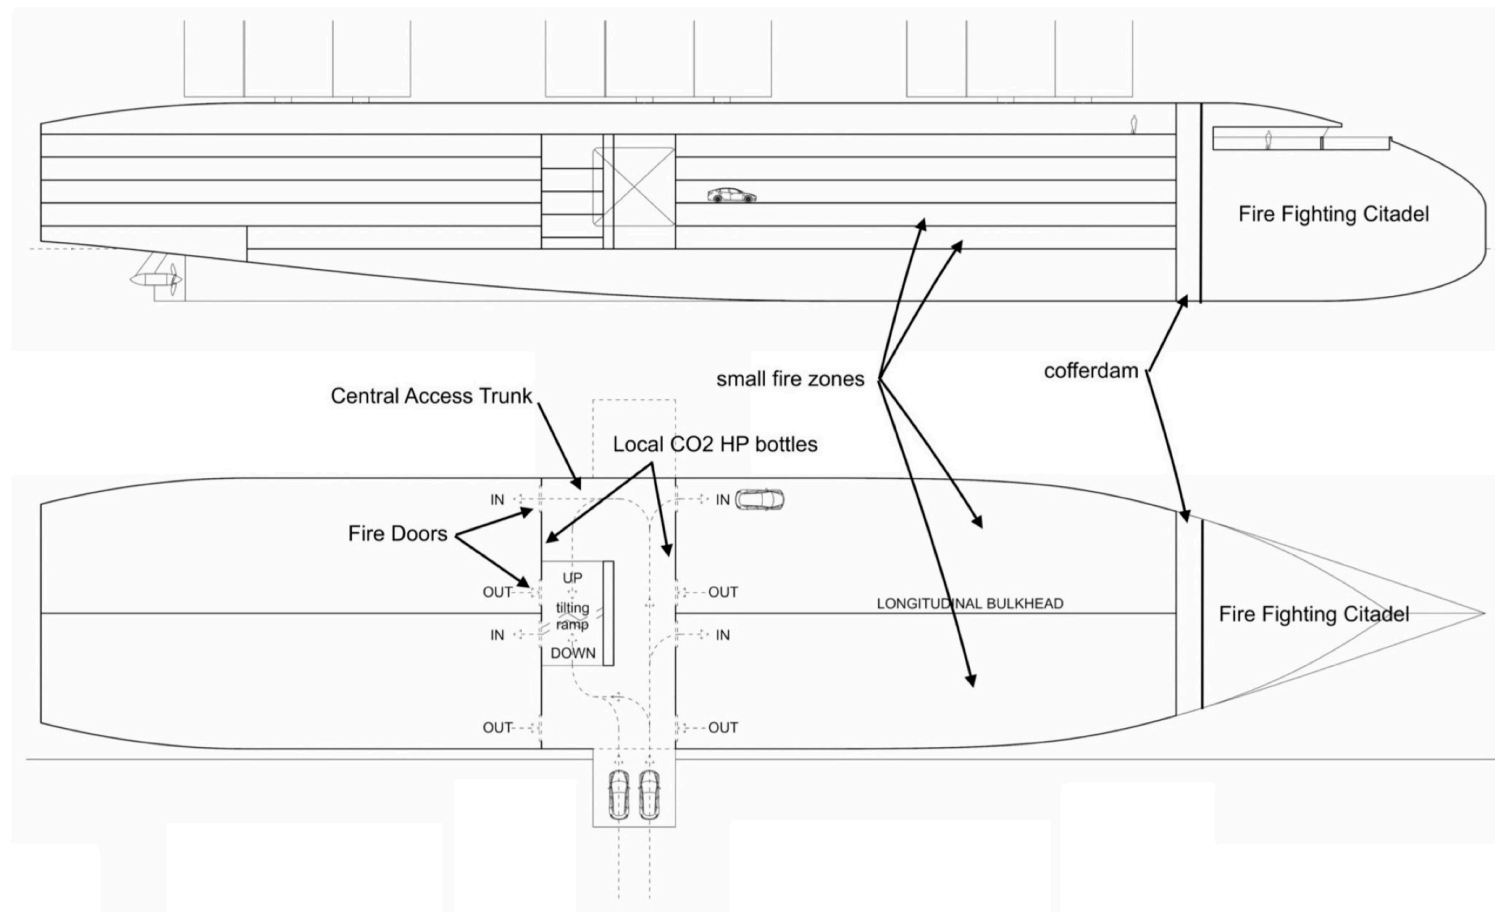 Fire Fighting Citadel
small fire zones
cofferdam
Central Access Trunk
Local CO2 HP bottles
IN
IN
Fire Doors
UP
OUT
OUT
tilting
LONGITUDINAL BULKHEAD
Fire Fighting Citadel
ramp
IN
IN
DOWN
OUT
OUT